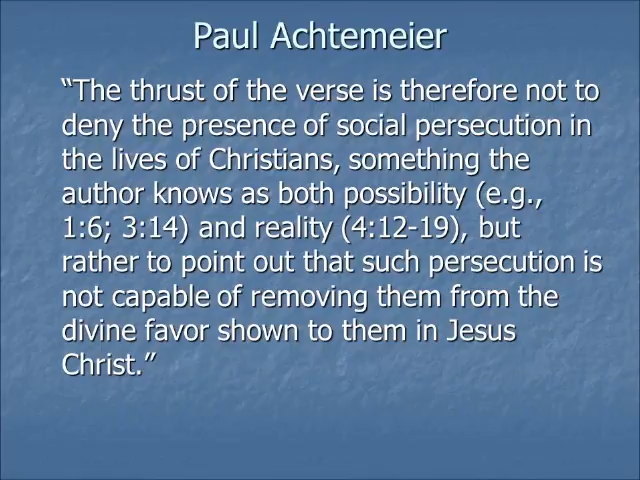 Paul Achtemeier
“The thrust of the verse is therefore not to
deny the presence of social persecution in
the lives of Christians, something the
author knows as both possibility (e.g.,
1:6; 3:14) and reality (4:12-19), but
rather to point out that such persecution is
not capable of removing them from the
divine favor shown to them in Jesus
Christ.”